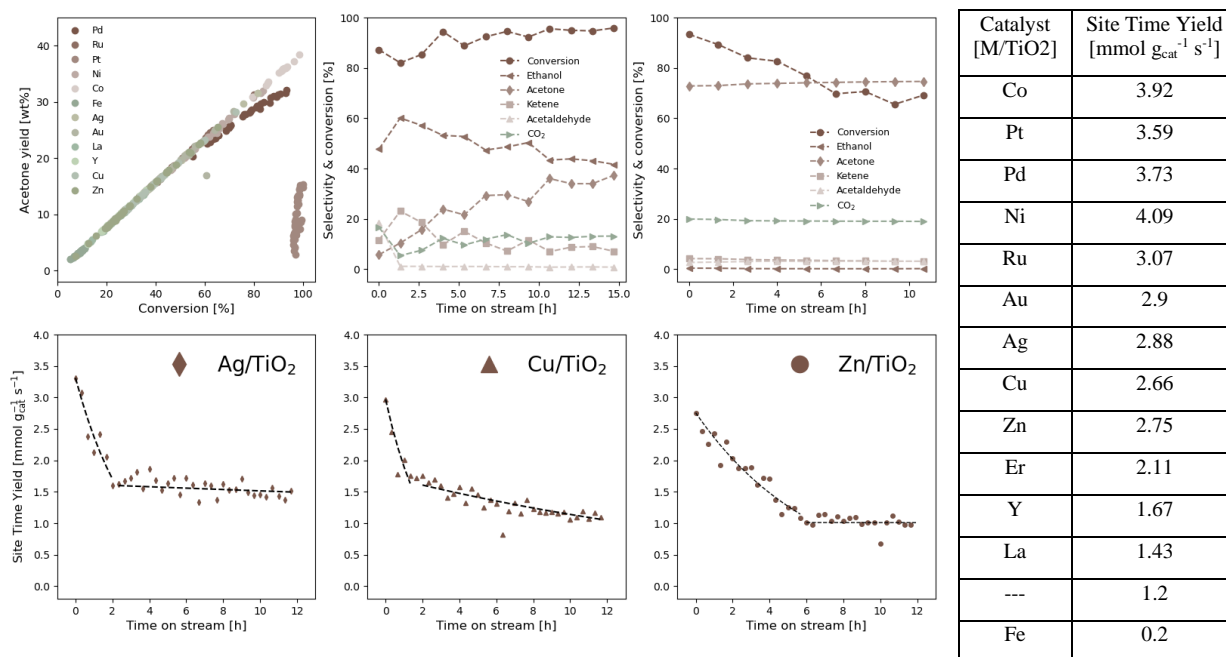 Acetone yield [wt%]
40
30
20
10
0
Pd
Ru
Pt
Ni
Co
Fe
Ag
Au
La
Y
Cu
Zn
0 20 40 60 80 100
Conversion [%]
Selectivity & conversion [%]
100
80
60
40
20
0
Conversion
Ethanol
Acetone
Ketene
Acetaldehyde
CO₂
0.0 2.5 5.0 7.5 10.0 12.5 15.0
Time on stream [h]
Selectivity & conversion [%]
100
80
60
40
20
0
Conversion
Ethanol
Acetone
Ketene
Acetaldehyde
CO₂
0 2 4 6 8 10
Time on stream [h]
Site Time Yield [mmol g⁻¹cat s⁻¹]
4.0
3.5
3.0
2.5
2.0
1.5
1.0
0.5
0.0
Ag/TiO₂
0 2 4 6 8 10 12
Time on stream [h]
4.0
3.5
3.0
2.5
2.0
1.5
1.0
0.5
0.0
Cu/TiO₂
0 2 4 6 8 10 12
Time on stream [h]
4.0
3.5
3.0
2.5
2.0
1.5
1.0
0.5
0.0
Zn/TiO₂
0 2 4 6 8 10 12
Time on stream [h]
Catalyst [M/TiO2] Site Time Yield [mmol gcat⁻¹ s⁻¹]
Co 3.92
Pt 3.59
Pd 3.73
Ni 4.09
Ru 3.07
Au 2.9
Ag 2.88
Cu 2.66
Zn 2.75
Er 2.11
Y 1.67
La 1.43
--- 1.2
Fe 0.2